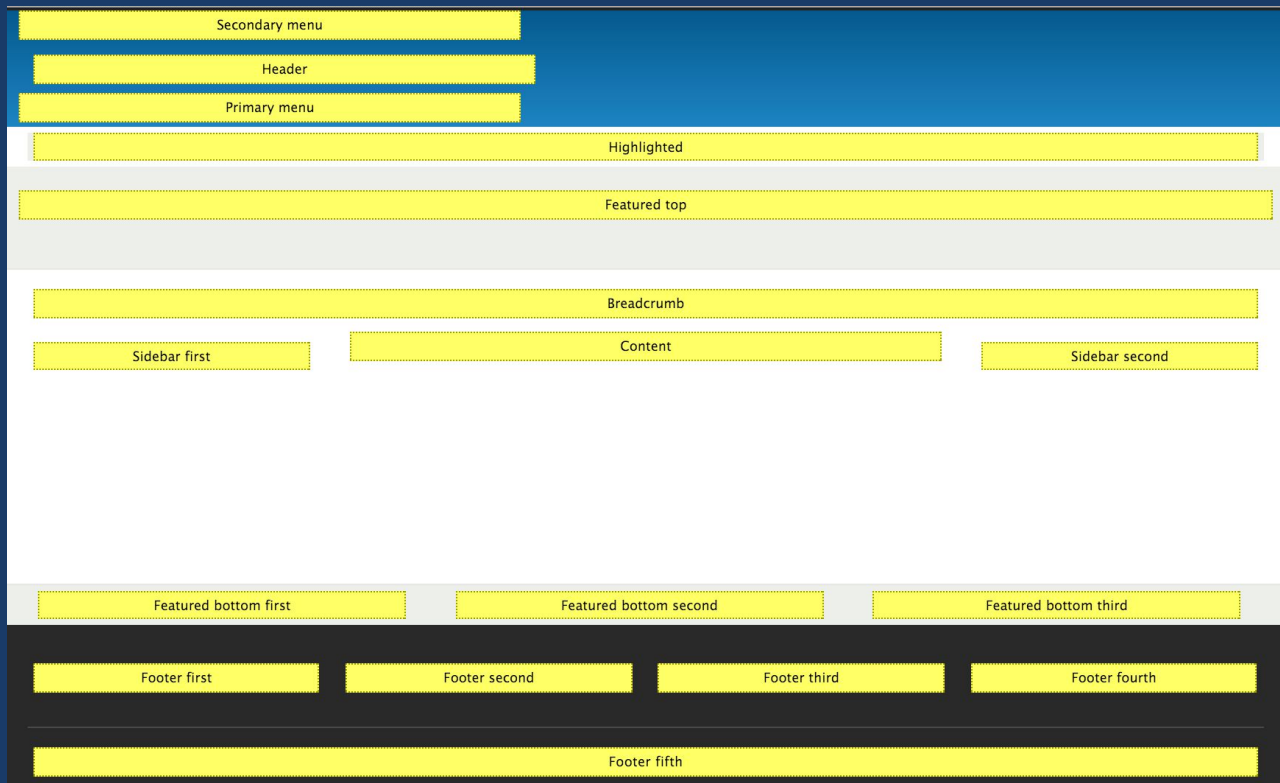 Secondary menu
Header
Primary menu
Highlighted
Featured top
Breadcrumb
Sidebar first
Content
Sidebar second
Featured bottom first
Featured bottom second
Featured bottom third
Footer first
Footer second
Footer third
Footer fourth
Footer fifth